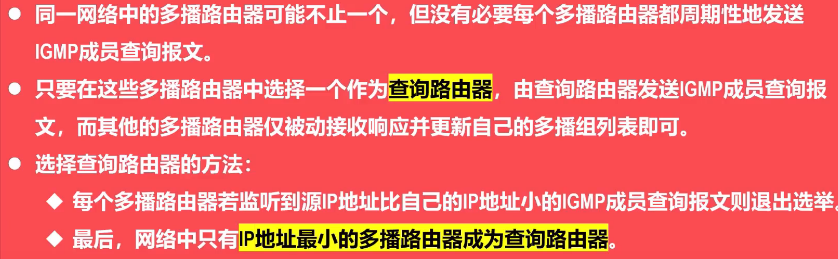 ● 同一网络中的多播路由器可能不止一个，但没有必要每个多播路由器都周期性地发送
IGMP成员查询报文。
● 只要在这些多播路由器中选择一个作为查询路由器，由查询路由器发送IGMP成员查询报
文，而其他的多播路由器仅被动接收响应并更新自己的多播组列表即可。
● 选择查询路由器的方法：
◆ 每个多播路由器若监听到源IP地址比自己的IP地址小的IGMP成员查询报文则退出选举。
◆ 最后，网络中只有IP地址最小的多播路由器成为查询路由器。